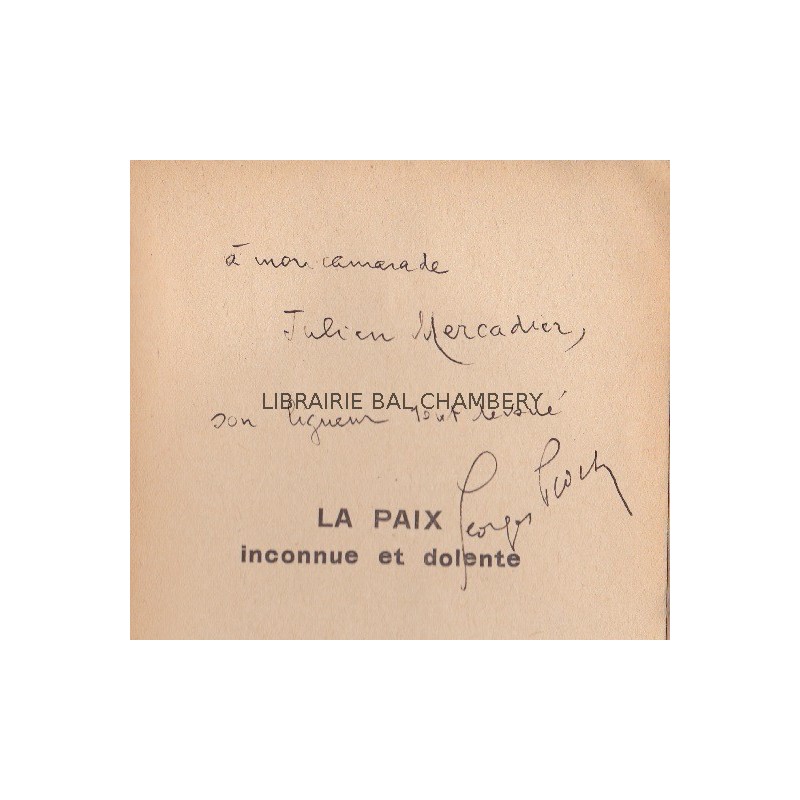 à mon camarade
Julien Mercadier,
LIBRAIRIE BAL CHAMBERY
son ligueur tout dévoué
Georges Pioch
LA PAIX
inconnue et dolente